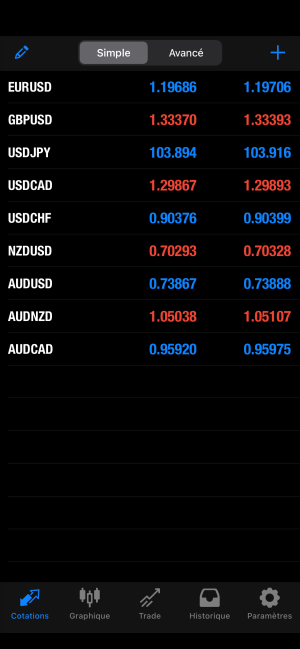 Simple Avancé
EURUSD 1.19686 1.19706
GBPUSD 1.33370 1.33393
USDJPY 103.894 103.916
USDCAD 1.29867 1.29893
USDCHF 0.90376 0.90399
NZDUSD 0.70293 0.70328
AUDUSD 0.73867 0.73888
AUDNZD 1.05038 1.05107
AUDCAD 0.95920 0.95975
Cotations Graphique Trade Historique Paramètres